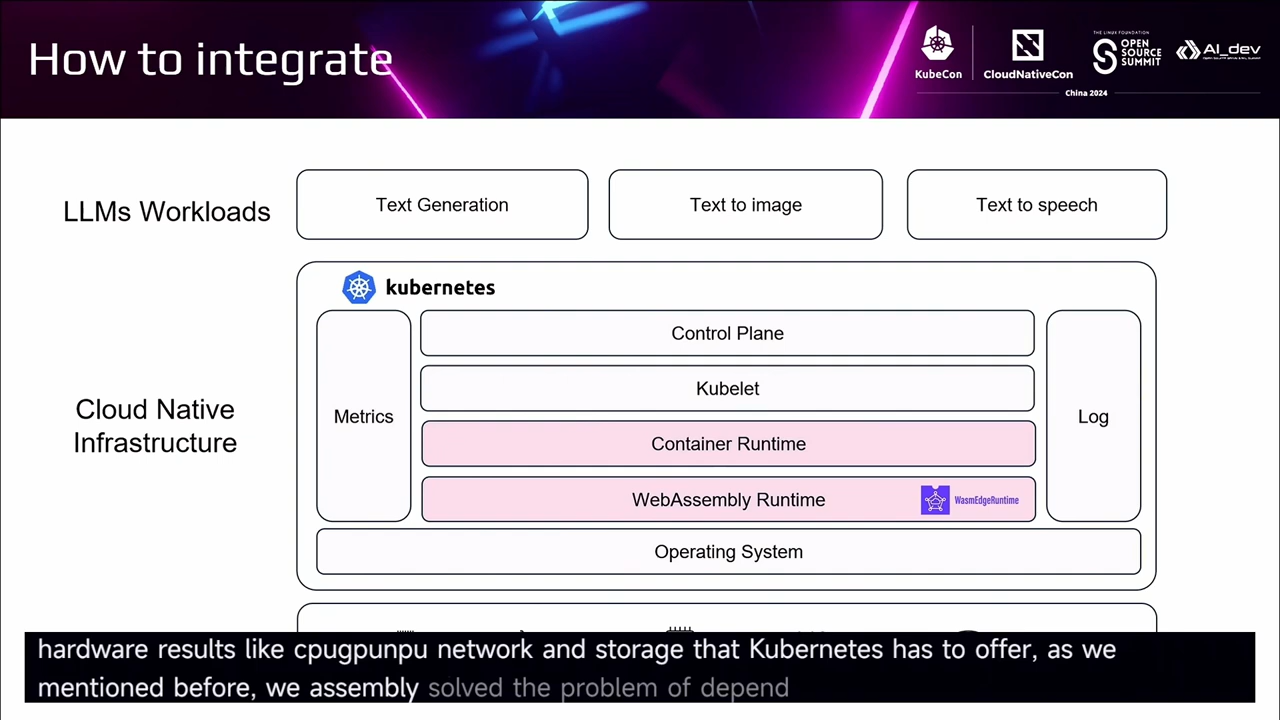 How to integrate
KubeCon
CloudNativeCon
THE LINUX FOUNDATION
OPEN SOURCE SUMMIT
AI_dev
China 2024
LLMs Workloads
Text Generation
Text to image
Text to speech
kubernetes
Metrics
Control Plane
Kubelet
Container Runtime
WebAssembly Runtime
WasmEdgeRuntime
Log
Cloud Native
Infrastructure
Operating System
hardware results like cpugpunpu network and storage that Kubernetes has to offer, as we
mentioned before, we assembly solved the problem of depend